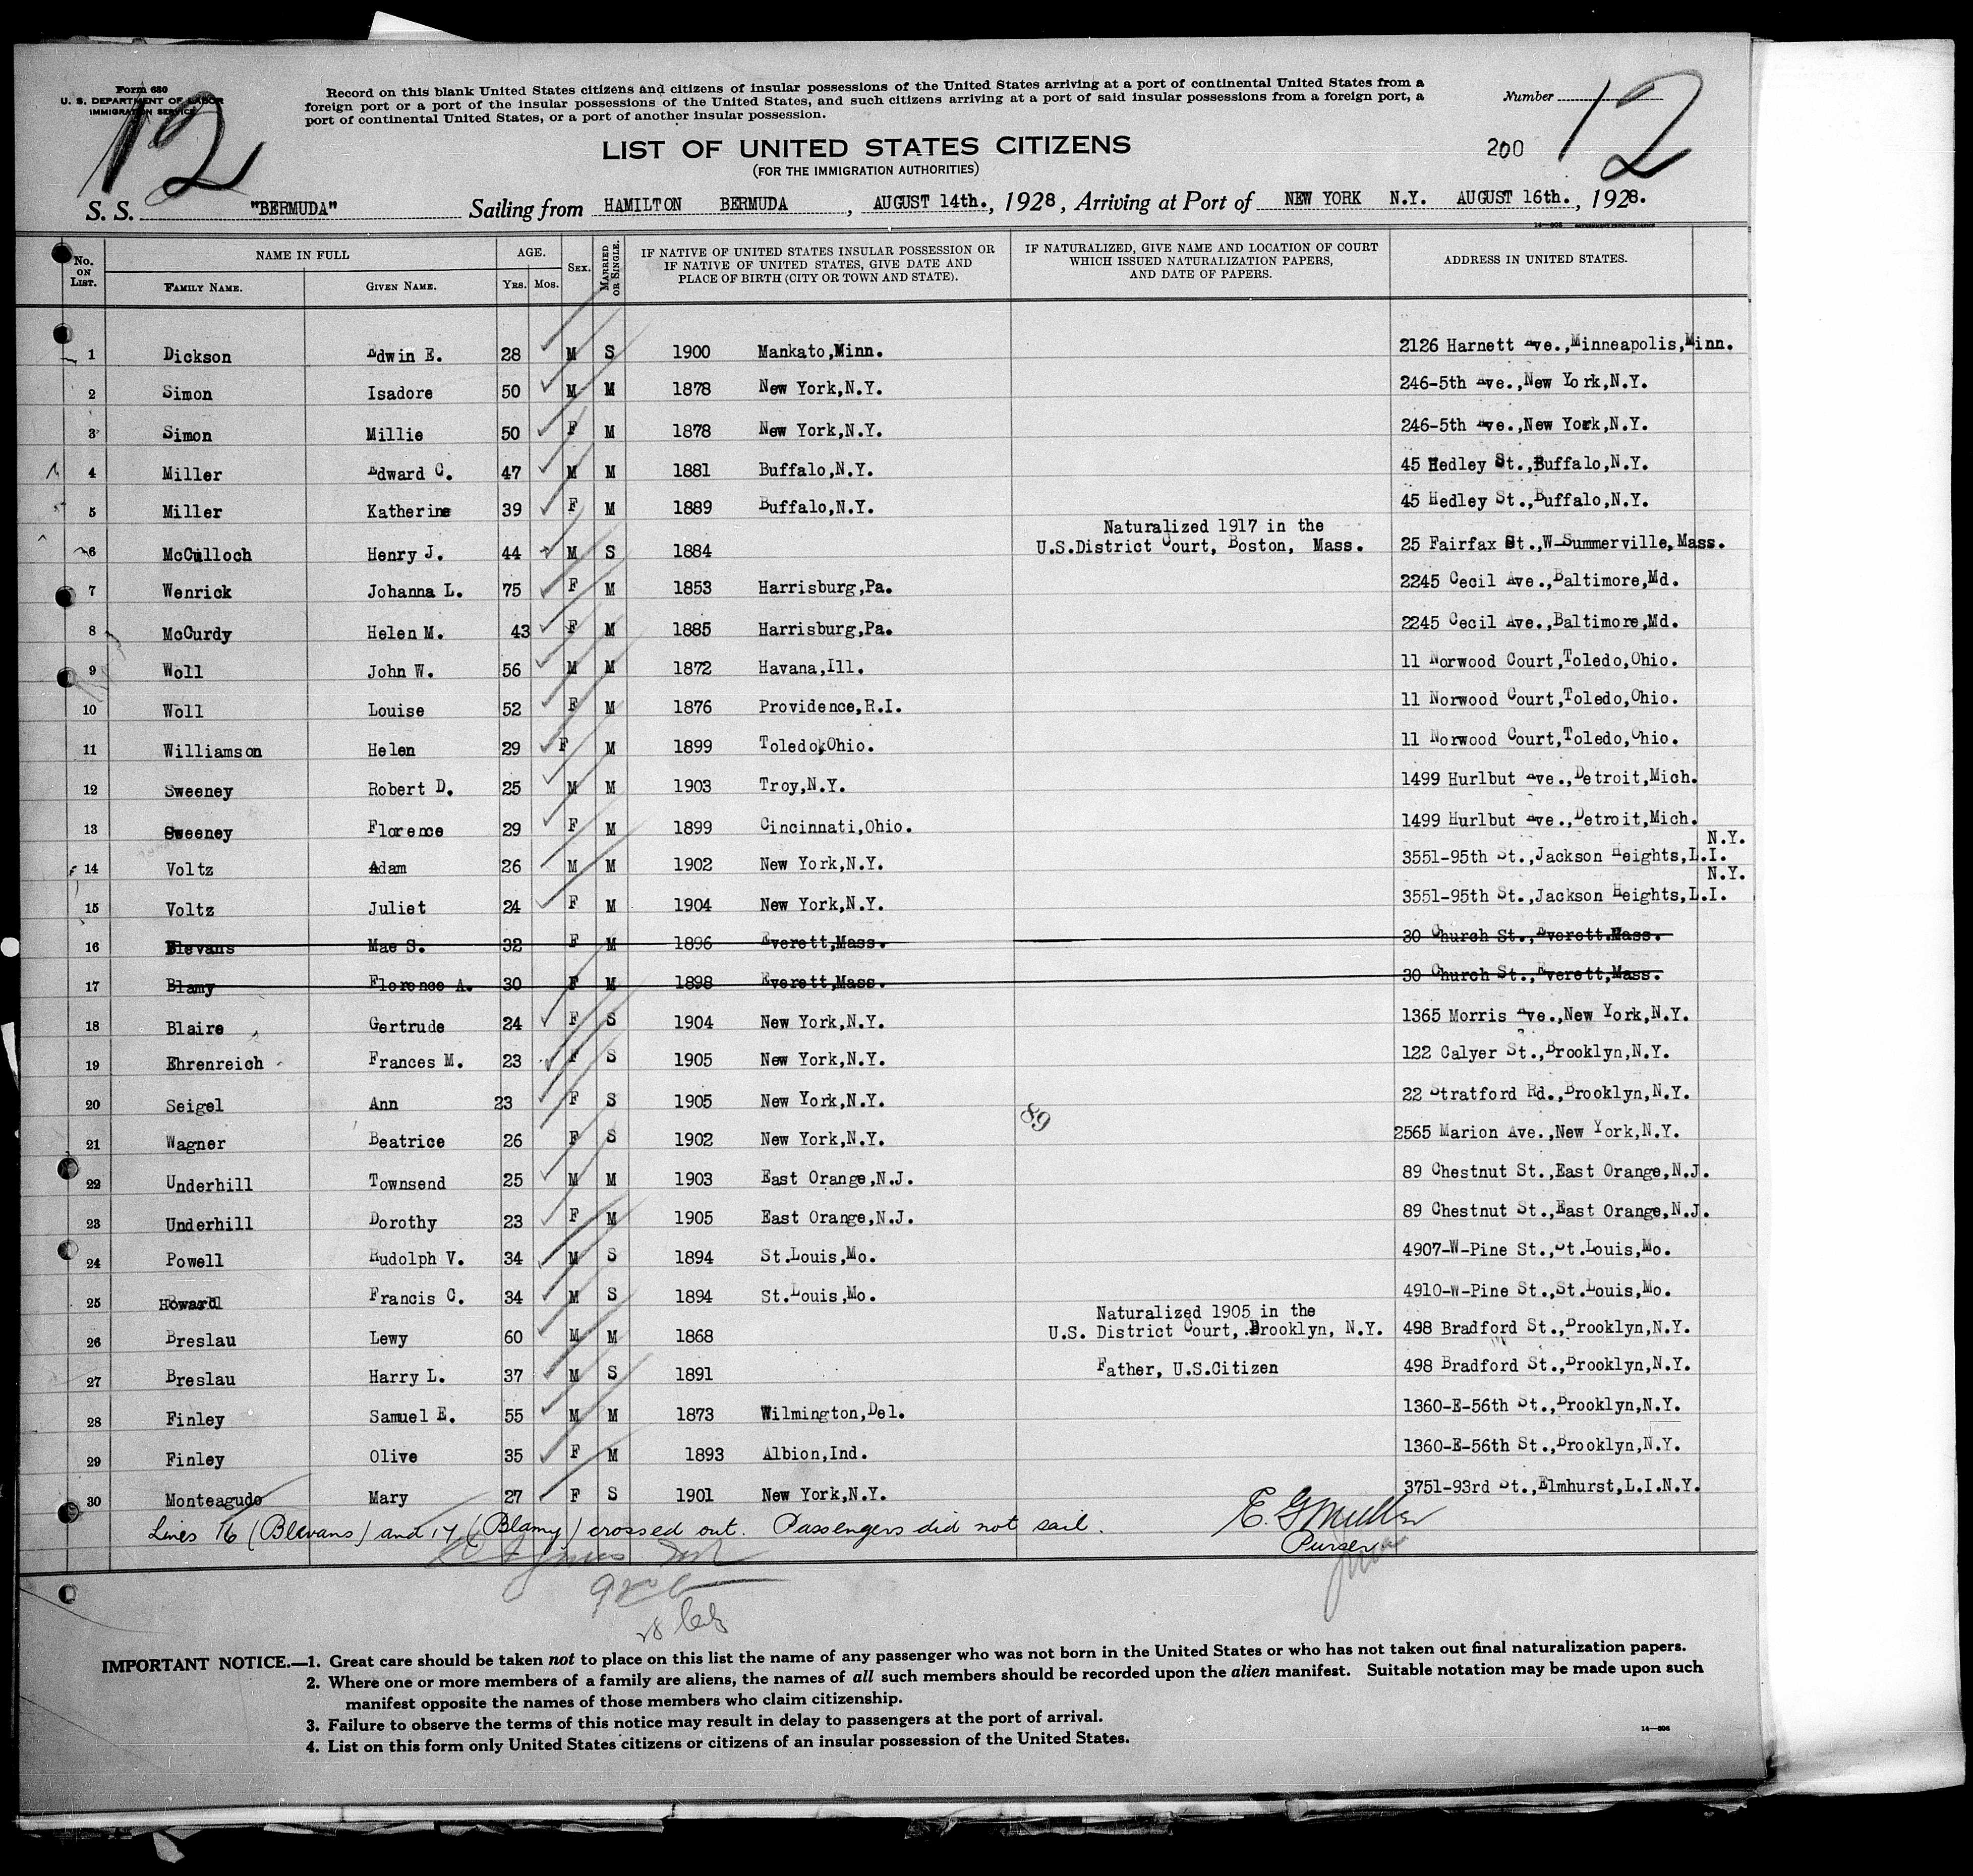 Form 630
U. S. DEPARTMENT OF LABOR
IMMIGRATION SERVICE
12
Record on this blank United States citizens and citizens of insular possessions of the United States arriving at a port of continental United States from a
foreign port or a port of the insular possessions of the United States, and such citizens arriving at a port of said insular possessions from a foreign port, a
port of continental United States, or a port of another insular possession.
Number 12
LIST OF UNITED STATES CITIZENS
(FOR THE IMMIGRATION AUTHORITIES)
200
S. S. "BERMUDA" Sailing from HAMILTON BERMUDA, AUGUST 14th., 1928, Arriving at Port of NEW YORK N.Y. AUGUST 16th., 1928.
No. ON LIST. NAME IN FULL FAMILY NAME. GIVEN NAME. AGE. YRS. MOS. SEX. MARRIED OR SINGLE. IF NATIVE OF UNITED STATES INSULAR POSSESSION OR IF NATIVE OF UNITED STATES, GIVE DATE AND PLACE OF BIRTH (CITY OR TOWN AND STATE). IF NATURALIZED, GIVE NAME AND LOCATION OF COURT WHICH ISSUED NATURALIZATION PAPERS, AND DATE OF PAPERS. ADDRESS IN UNITED STATES.
1 Dickson Edwin E. 28 M S 1900 Mankato,Minn. 2126 Harnett Ave.,Minneapolis,Minn.
2 Simon Isadore 50 M M 1878 New York,N.Y. 246-5th Ave.,New York,N.Y.
3 Simon Millie 50 F M 1878 New York,N.Y. 246-5th Ave.,New York,N.Y.
4 Miller Edward C. 47 M M 1881 Buffalo,N.Y. 45 Hedley St.,Buffalo,N.Y.
5 Miller Katherine 39 F M 1889 Buffalo,N.Y. 45 Hedley St.,Buffalo,N.Y.
6 McCulloch Henry J. 44 M S 1884 Naturalized 1917 in the U.S.District Court, Boston, Mass. 25 Fairfax St.,W-Summerville,Mass.
7 Wenrick Johanna L. 75 F M 1853 Harrisburg,Pa. 2245 Cecil Ave.,Baltimore,Md.
8 McCurdy Helen M. 43 F M 1885 Harrisburg,Pa. 2245 Cecil Ave.,Baltimore,Md.
9 Woll John W. 56 M M 1872 Havana,Ill. 11 Norwood Court,Toledo,Ohio.
10 Woll Louise 52 F M 1876 Providence,R.I. 11 Norwood Court,Toledo,Ohio.
11 Williamson Helen 29 F M 1899 Toledo,Ohio. 11 Norwood Court,Toledo,Ohio.
12 Sweeney Robert D. 25 M M 1903 Troy,N.Y. 1499 Hurlbut Ave.,Detroit,Mich.
13 Sweeney Florence 29 F M 1899 Cincinnati,Ohio. 1499 Hurlbut Ave.,Detroit,Mich.
14 Voltz Adam 26 M M 1902 New York,N.Y. 3551-95th St.,Jackson Heights,L.I. N.Y.
15 Voltz Juliet 24 F M 1904 New York,N.Y. 3551-95th St.,Jackson Heights,L.I. N.Y.
16 Blevans Mae S. 32 F M 1896 Everett,Mass. 30 Church St.,Everett.Mass.
17 Blamy Florence A. 30 F M 1898 Everett,Mass. 30 Church St.,Everett,Mass.
18 Blaire Gertrude 24 F S 1904 New York,N.Y. 1365 Morris Ave.,New York,N.Y.
19 Ehrenreich Frances M. 23 F S 1905 New York,N.Y. 122 Calyer St.,Brooklyn,N.Y.
20 Seigel Ann 23 F S 1905 New York,N.Y. 22 Stratford Rd.,Brooklyn,N.Y.
89
21 Wagner Beatrice 26 F S 1902 New York,N.Y. 2565 Marion Ave.,New York,N.Y.
22 Underhill Townsend 25 M M 1903 East Orange,N.J. 89 Chestnut St.,East Orange,N.J.
23 Underhill Dorothy 23 F M 1905 East Orange,N.J. 89 Chestnut St.,East Orange,N.J.
24 Powell Rudolph V. 34 M S 1894 St.Louis,Mo. 4907-W-Pine St.,St.Louis,Mo.
25 Howard Francis C. 34 M S 1894 St.Louis,Mo. 4910-W-Pine St.,St.Louis,Mo.
26 Breslau Lewy 60 M M 1868 Naturalized 1905 in the U.S. District Court, Brooklyn, N.Y. 498 Bradford St.,Brooklyn,N.Y.
27 Breslau Harry L. 37 M S 1891 Father, U.S.Citizen 498 Bradford St.,Brooklyn,N.Y.
28 Finley Samuel E. 55 M M 1873 Wilmington,Del. 1360-E-56th St.,Brooklyn,N.Y.
29 Finley Olive 35 F M 1893 Albion,Ind. 1360-E-56th St.,Brooklyn,N.Y.
30 Monteagudo Mary 27 F S 1901 New York,N.Y. 3751-93rd St.,Elmhurst,L.I.N.Y.
Lines 16 (Blevans) and 17 (Blamy) crossed out. Passengers did not sail. E. G Miller
Purser
IMPORTANT NOTICE.—1. Great care should be taken not to place on this list the name of any passenger who was not born in the United States or who has not taken out final naturalization papers.
2. Where one or more members of a family are aliens, the names of all such members should be recorded upon the alien manifest. Suitable notation may be made upon such
manifest opposite the names of those members who claim citizenship.
3. Failure to observe the terms of this notice may result in delay to passengers at the port of arrival.
4. List on this form only United States citizens or citizens of an insular possession of the United States.